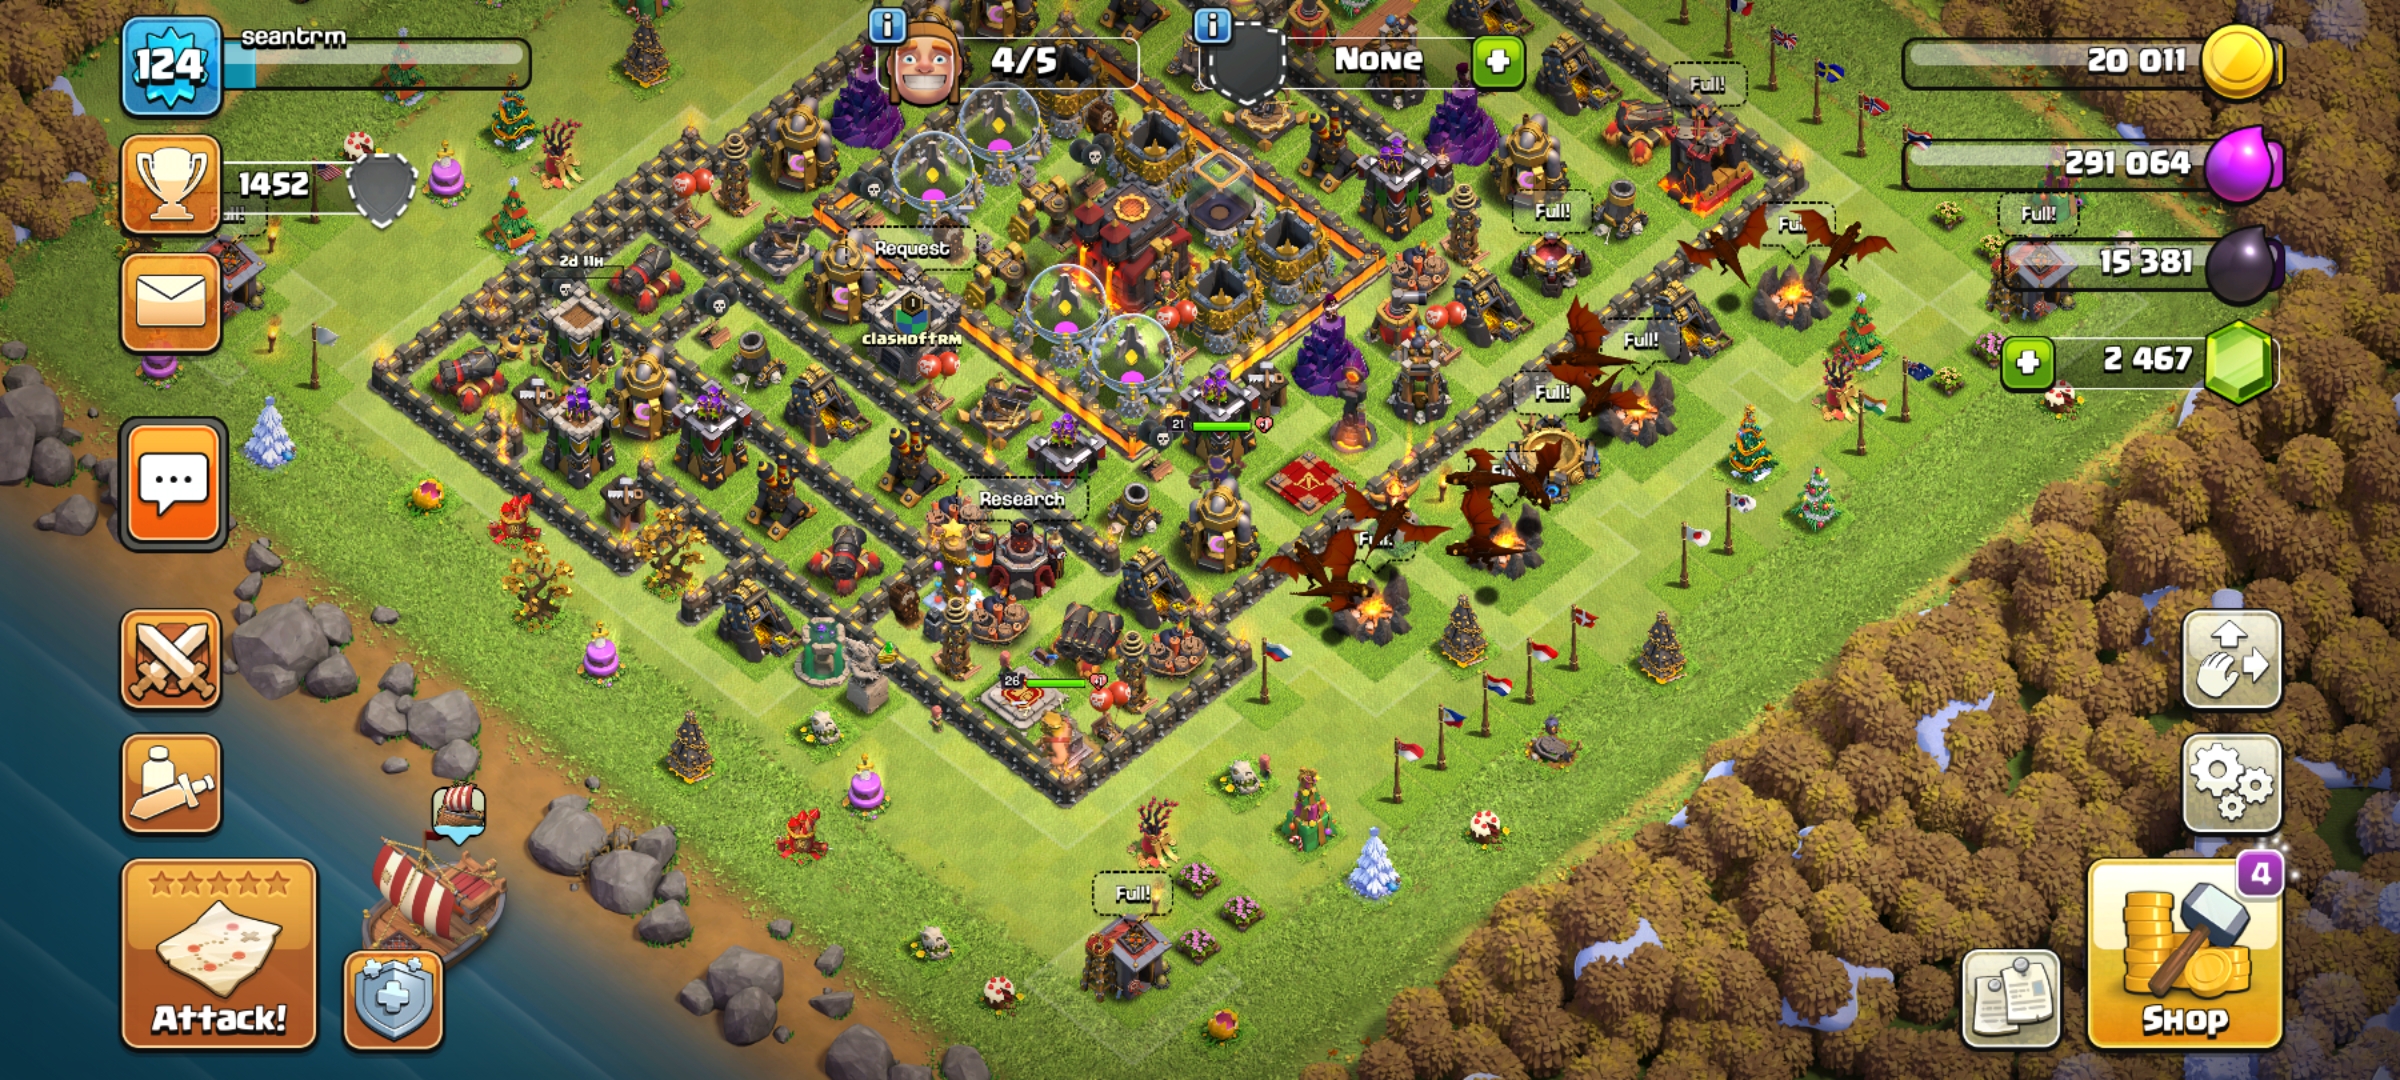 124
seantrm
4/5
None
20 011
Full!
1452
291 064
Full!
Full!
Request
2d 11H
15 381
clashoftRM
Full!
2 467
Full!
21
Research
26
Full!
4
Attack!
Shop